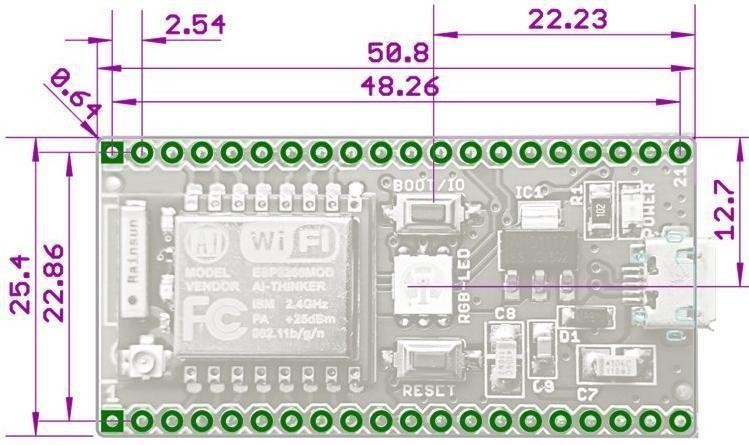 2.54
22.23
50.8
48.26
0.64
25.4
22.86
12.7
BOOT/IO
IC1
R1
102
POWER
21
Rainsun
Ai
WiFi
MODEL ESP8266MOD
VENDOR AI-THINKER
ISM 2.4GHz
PA +25dBm
802.11b/g/n
FC
RGB-LED
C8
D1
C9
C7
RESET
1